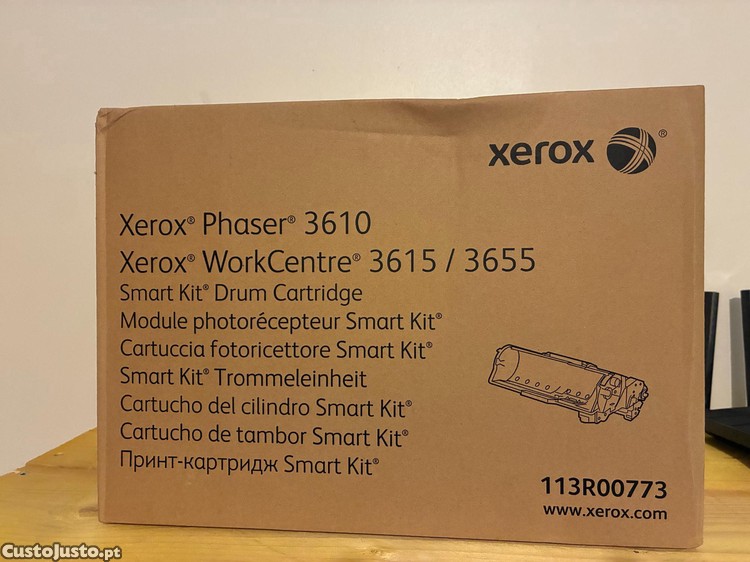 xerox®
Xerox® Phaser® 3610
Xerox® WorkCentre® 3615 / 3655
Smart Kit® Drum Cartridge
Module photorécepteur Smart Kit®
Cartuccia fotoricettore Smart Kit®
Smart Kit® Trommeleinheit
Cartucho del cilindro Smart Kit®
Cartucho de tambor Smart Kit®
Принт-картридж Smart Kit®
113R00773
www.xerox.com
CustoJusto.pt